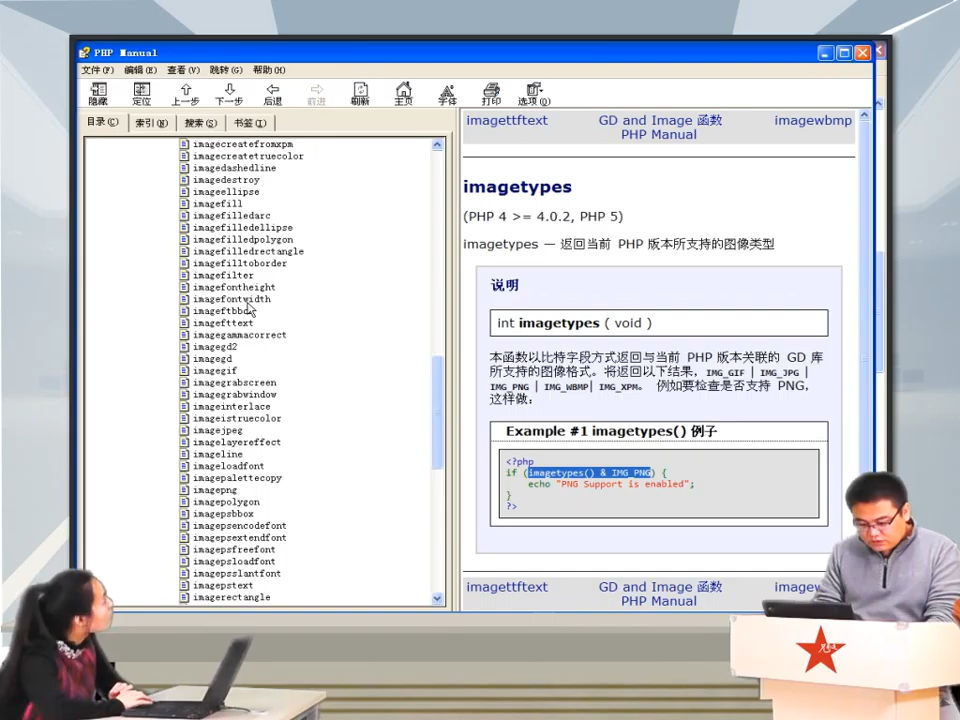 PHP Manual
文件(F) 编辑(E) 查看(V) 跳转(G) 帮助(H)
隐藏 定位 上一步 下一步 后退 前进 刷新 主页 字体 打印 选项(O)
目录(C) 索引(N) 搜索(S) 书签(I)
imagecreatefromxpm
imagecreatetruecolor
imagedashedline
imagedestroy
imageellipse
imagefill
imagefilledarc
imagefilledellipse
imagefilledpolygon
imagefilledrectangle
imagefilltoborder
imagefilter
imagefontheight
imagefontwidth
imageftbbox
imagefttext
imagegammacorrect
imagegd2
imagegd
imagegif
imagegrabscreen
imagegrabwindow
imageinterlace
imageistruecolor
imagejpeg
imagelayereffect
imageline
imageloadfont
imagepalettecopy
imagepng
imagepolygon
imagepsbbox
imagepsencodefont
imagepsextendfont
imagepsfreefont
imagepsloadfont
imagepsslantfont
imagepstext
imagerectangle
imagettftext GD and Image 函数 imagewbmp
PHP Manual
imagetypes
(PHP 4 >= 4.0.2, PHP 5)
imagetypes — 返回当前 PHP 版本所支持的图像类型
说明
int imagetypes ( void )
本函数以比特字段方式返回与当前 PHP 版本关联的 GD 库
所支持的图像格式。将返回以下结果，IMG_GIF | IMG_JPG |
IMG_PNG | IMG_WBMP| IMG_XPM。 例如要检查是否支持 PNG,
这样做：
Example #1 imagetypes() 例子
<?php
if (imagetypes() & IMG_PNG) {
echo "PNG Support is enabled";
}
?>
imagettftext GD and Image 函数 imagew
PHP Manual